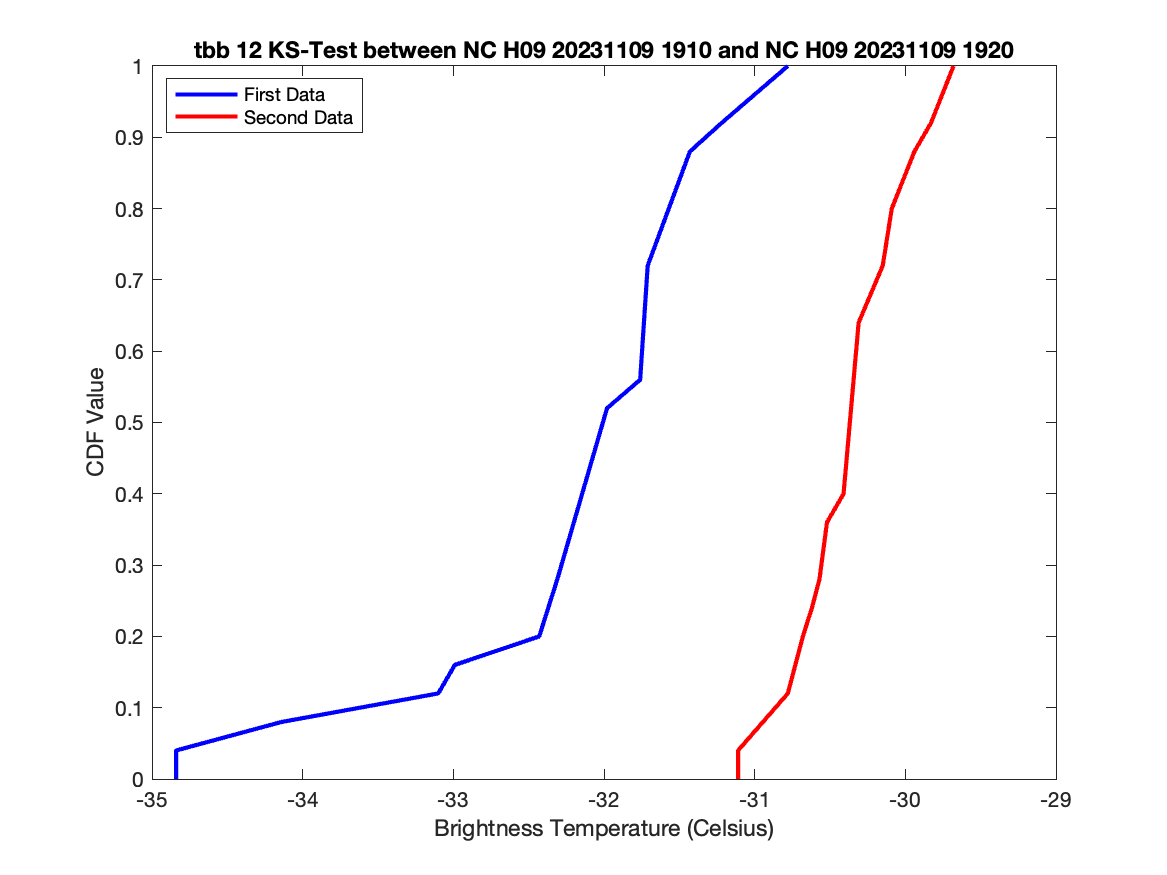 tbb 12 KS-Test between NC H09 20231109 1910 and NC H09 20231109 1920
First Data
Second Data
1
0.9
0.8
0.7
0.6
0.5
0.4
0.3
0.2
0.1
0
CDF Value
-35 -34 -33 -32 -31 -30 -29
Brightness Temperature (Celsius)